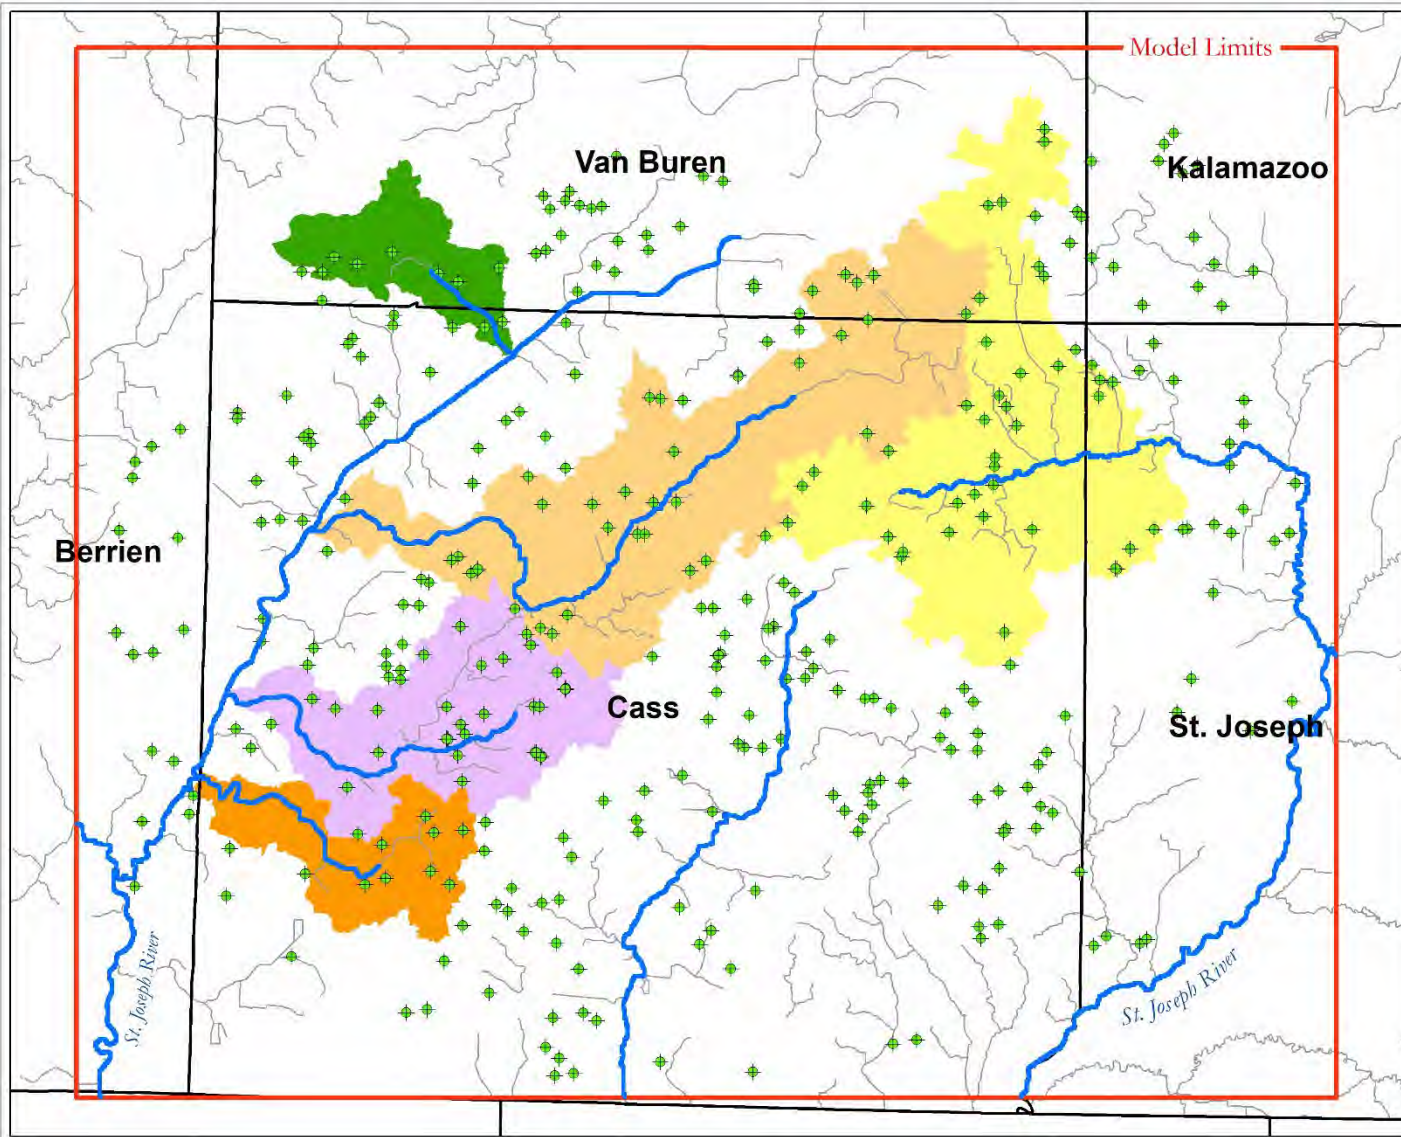 Model Limits
Van Buren
Kalamazoo
Berrien
Cass
St. Joseph
St. Joseph River
St. Joseph River